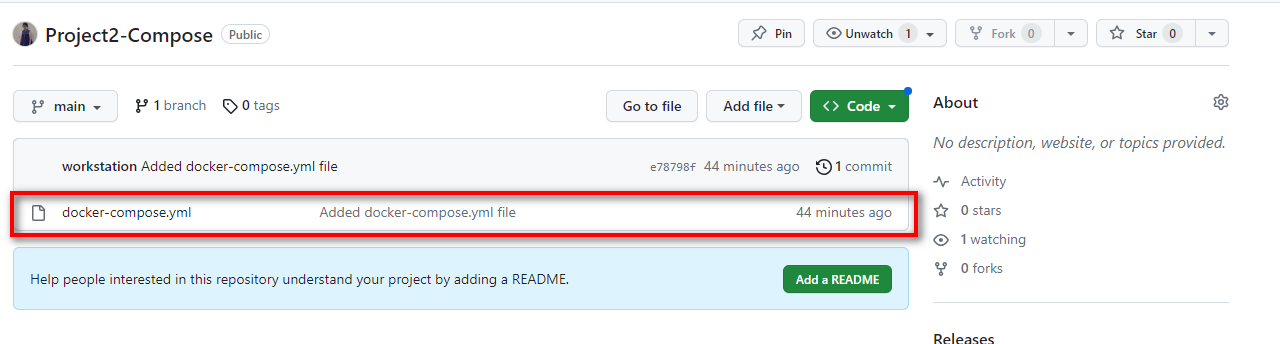 Project2-Compose Public Pin Unwatch 1 Fork 0 Star 0
main 1 branch 0 tags Go to file Add file <> Code
workstation Added docker-compose.yml file e78798f 44 minutes ago 1 commit
docker-compose.yml Added docker-compose.yml file 44 minutes ago
Help people interested in this repository understand your project by adding a README. Add a README
About
No description, website, or topics provided.
Activity
0 stars
1 watching
0 forks
Releases